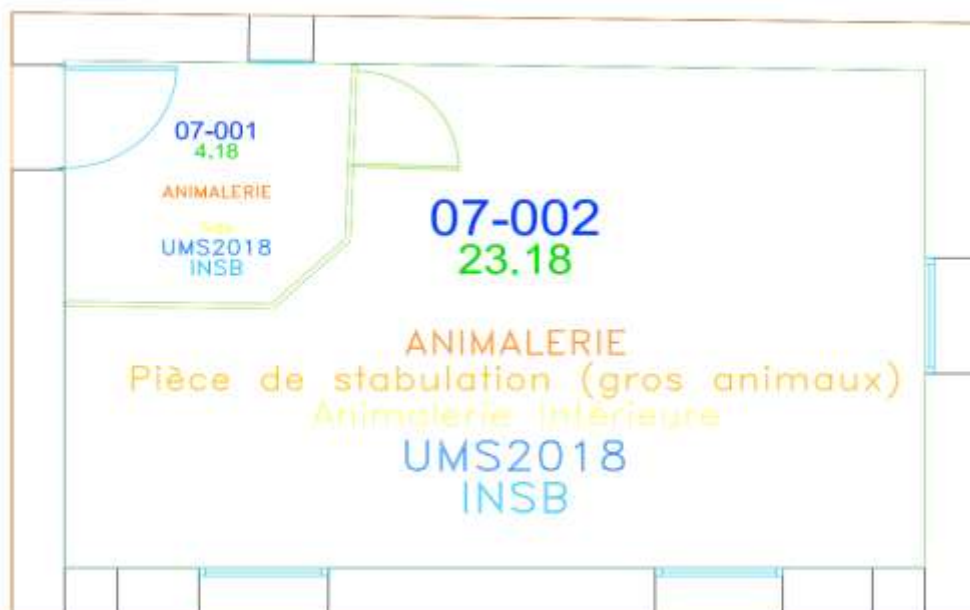 07-001
4.18
ANIMALERIE
UMS2018
INSB
07-002
23.18
ANIMALERIE
Pièce de stabulation (gros animaux)
Animalerie Intérieure
UMS2018
INSB